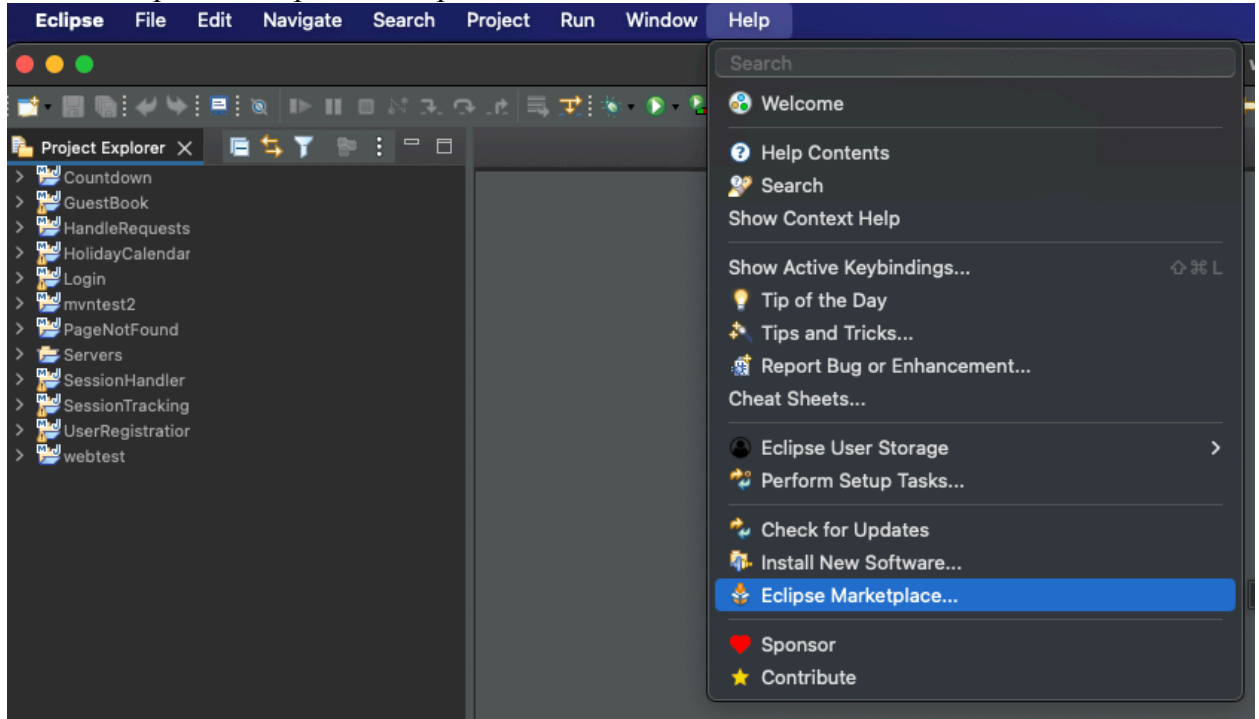 Eclipse File Edit Navigate Search Project Run Window Help
Search
Welcome
Project Explorer
Help Contents
Countdown
Search
GuestBook
Show Context Help
HandleRequests
HolidayCalendar
Show Active Keybindings... ⇧⌘L
Login
Tip of the Day
mvntest2
Tips and Tricks...
PageNotFound
Report Bug or Enhancement...
Servers
SessionHandler
Cheat Sheets...
SessionTracking
UserRegistration
Eclipse User Storage
webtest
Perform Setup Tasks...
Check for Updates
Install New Software...
Eclipse Marketplace...
Sponsor
Contribute